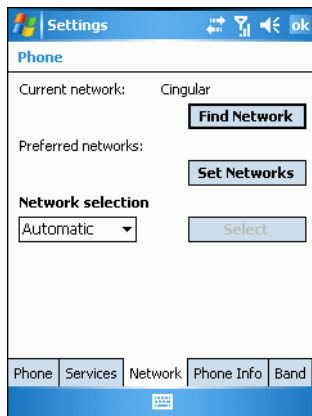 Settings
ok
Phone
Current network: Cingular
Find Network
Preferred networks:
Set Networks
Network selection
Automatic Select
Phone Services Network Phone Info Band